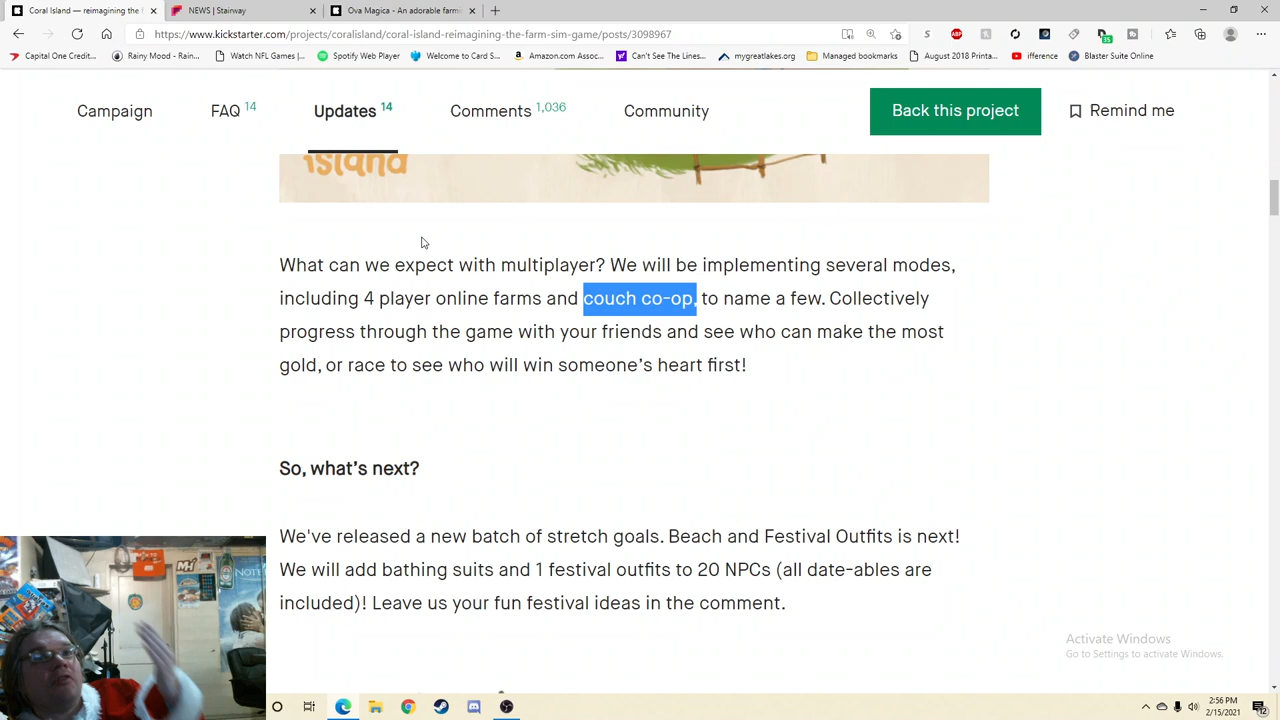 Coral Island — reimagining the f
NEWS | Stairway
Ova Magica - An adorable farmi
https://www.kickstarter.com/projects/coralisland/coral-island-reimagining-the-farm-sim-game/posts/3098967
Capital One Credit...
Rainy Mood - Rain...
Watch NFL Games |...
Spotify Web Player
Welcome to Card S...
Amazon.com Assoc...
Can't See The Lines...
mygreatlakes.org
Managed bookmarks
August 2018 Printa...
ifference
Blaster Suite Online
Campaign
FAQ 14
Updates 14
Comments 1,036
Community
Back this project
Remind me
island
What can we expect with multiplayer? We will be implementing several modes,
including 4 player online farms and couch co-op, to name a few. Collectively
progress through the game with your friends and see who can make the most
gold, or race to see who will win someone's heart first!
So, what's next?
We've released a new batch of stretch goals. Beach and Festival Outfits is next!
We will add bathing suits and 1 festival outfits to 20 NPCs (all date-ables are
included)! Leave us your fun festival ideas in the comment.
Activate Windows
Go to Settings to activate Windows.
2:56 PM
2/15/2021